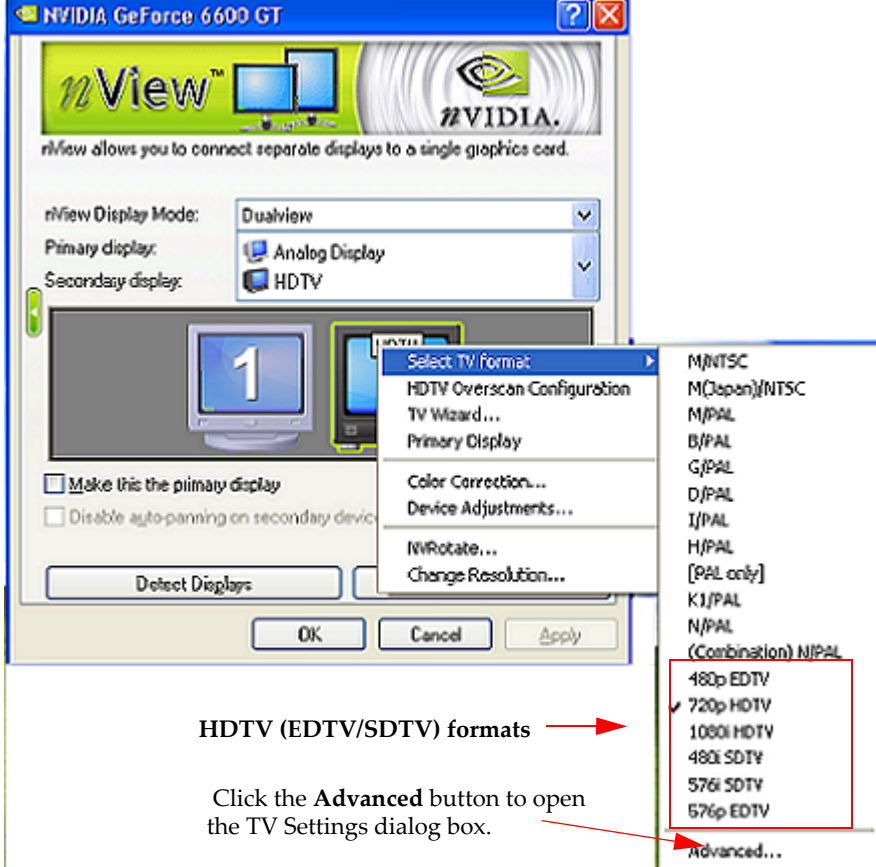 NVIDIA GeForce 6600 GT
nView™
nVIDIA.
nView allows you to connect separate displays to a single graphics card.
nView Display Mode:
Dualview
Primary display:
Analog Display
Secondary display:
HDTV
1
HDTV
Select TV format
HDTV Overscan Configuration
TV Wizard...
Primary Display
Color Correction...
Device Adjustments...
NVRotate...
Change Resolution...
M/NTSC
M(Japan)/NTSC
M/PAL
B/PAL
G/PAL
D/PAL
I/PAL
H/PAL
[PAL only]
K1/PAL
N/PAL
(Combination) N/PAL
480p EDTV
720p HDTV
1080i HDTV
480i SDTV
576i SDTV
576p EDTV
Advanced...
Make this the primary display
Disable auto-panning on secondary devic
Detect Displays
OK
Cancel
Apply
HDTV (EDTV/SDTV) formats
Click the Advanced button to open
the TV Settings dialog box.